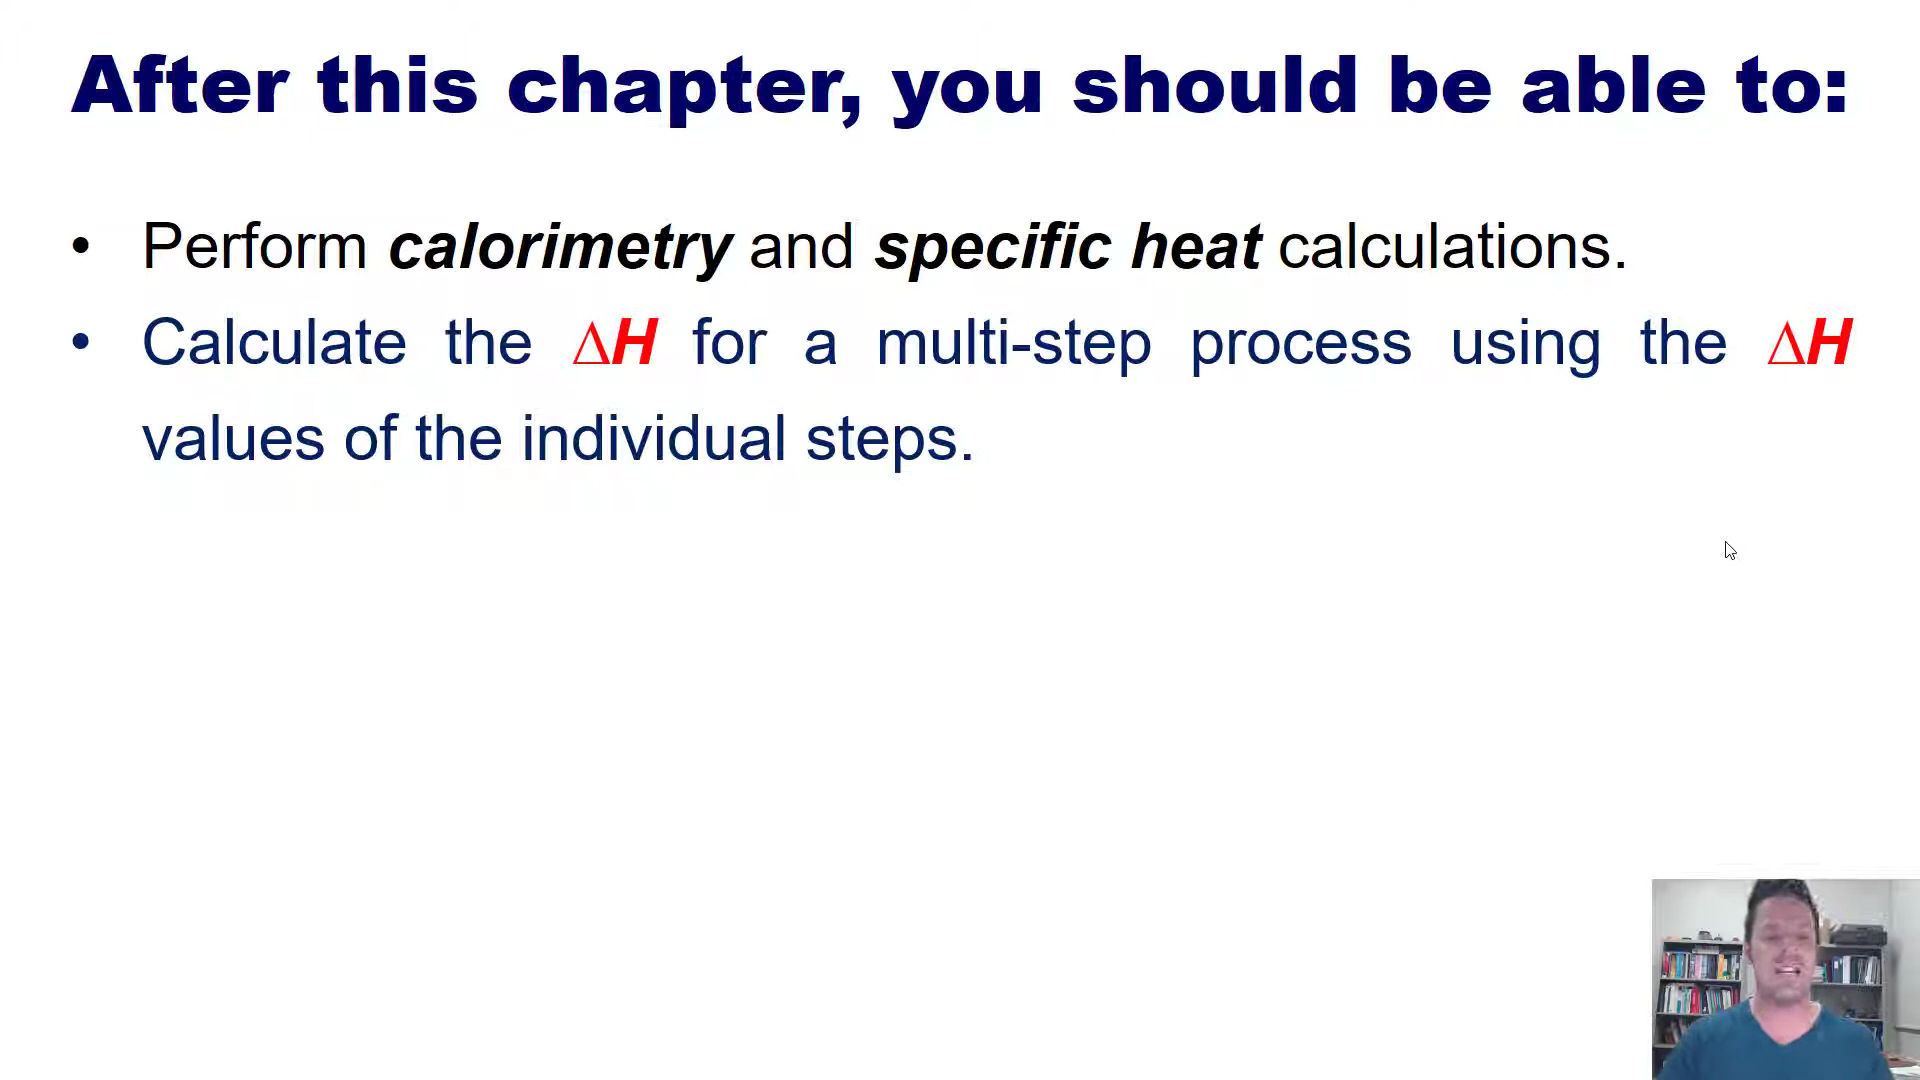 After this chapter, you should be able to:
• Perform calorimetry and specific heat calculations.
• Calculate the ΔH for a multi-step process using the ΔH
values of the individual steps.